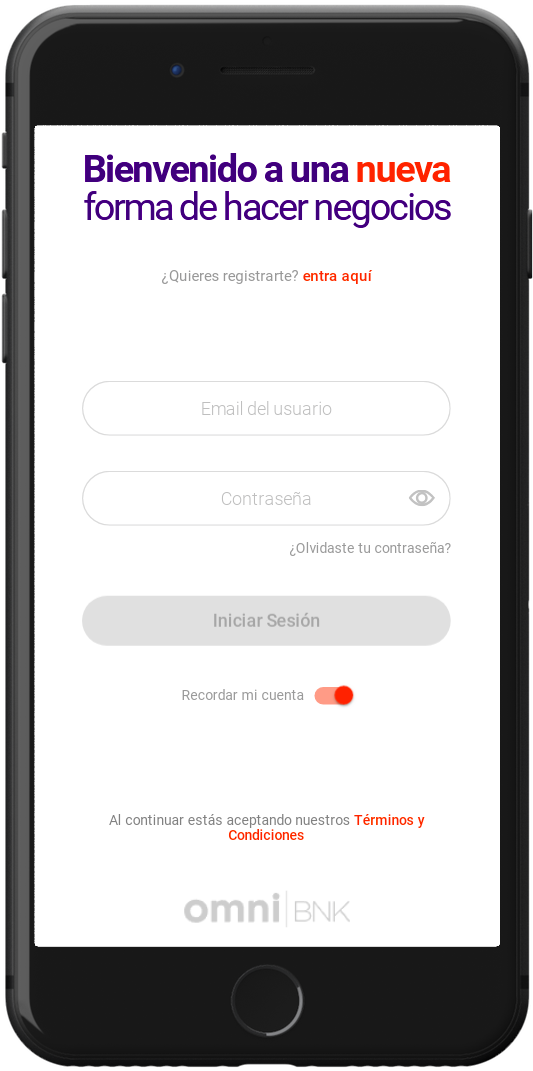 Bienvenido a una nueva
forma de hacer negocios
¿Quieres registrarte? entra aquí
Email del usuario
Contraseña
¿Olvidaste tu contraseña?
Iniciar Sesión
Recordar mi cuenta
Al continuar estás aceptando nuestros Términos y
Condiciones
omni BNK